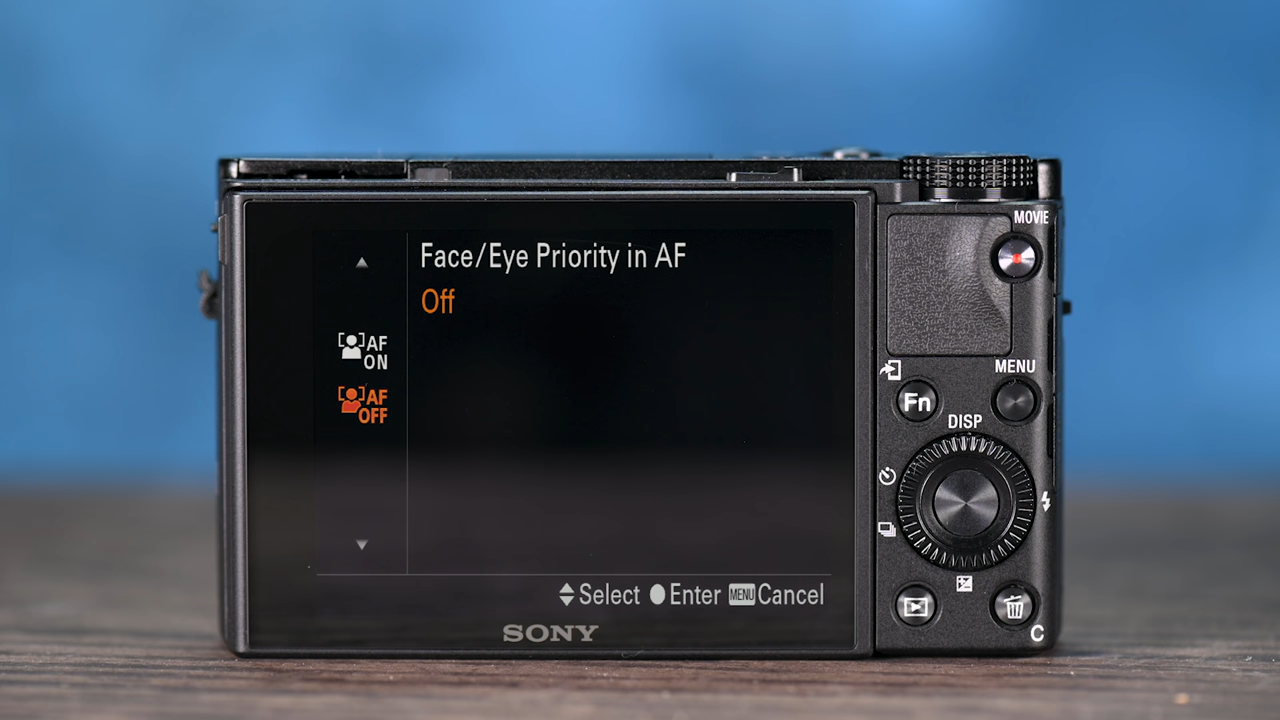 Face/Eye Priority in AF
Off
AF
ON
AF
OFF
Select Enter MENU Cancel
SONY
MOVIE
MENU
Fn
DISP
C